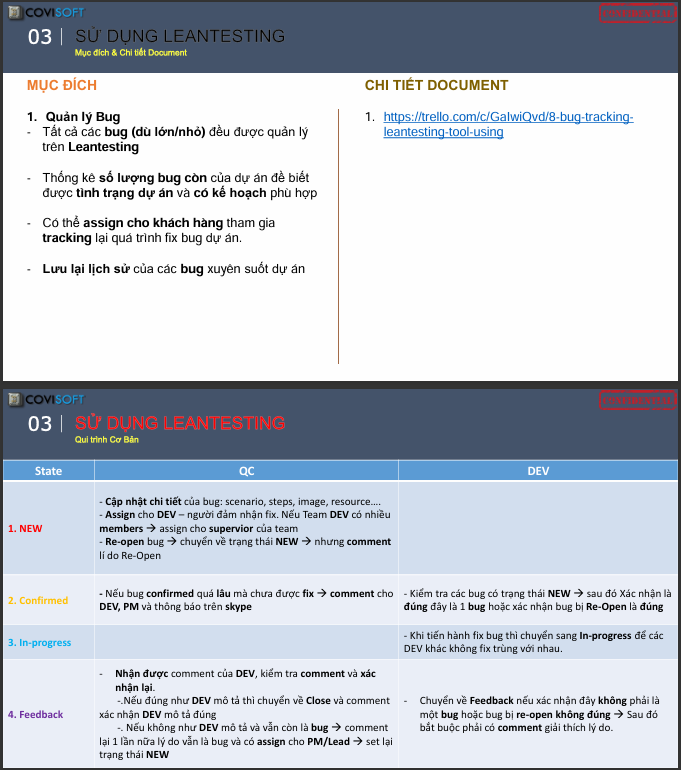 COVISOFT
03 SỬ DỤNG LEANTESTING
Mục đích & Chi tiết Document
MỤC ĐÍCH
1. Quản lý Bug
- Tất cả các bug (dù lớn/nhỏ) đều được quản lý
trên Leantesting
- Thống kê số lượng bug còn của dự án để biết
được tình trạng dự án và có kế hoạch phù hợp
- Có thể assign cho khách hàng tham gia
tracking lại quá trình fix bug dự án.
- Lưu lại lịch sử của các bug xuyên suốt dự án
CHI TIẾT DOCUMENT
1. https://trello.com/c/GaIwiQvd/8-bug-tracking-
leantesting-tool-using
COVISOFT
03 SỬ DỤNG LEANTESTING
Qui trình Cơ Bản
State QC DEV
1. NEW
- Cập nhật chi tiết của bug: scenario, steps, image, resource....
- Assign cho DEV – người đảm nhận fix. Nếu Team DEV có nhiều
members → assign cho supervior của team
- Re-open bug → chuyển về trạng thái NEW → nhưng comment
lí do Re-Open
2. Confirmed
- Nếu bug confirmed quá lâu mà chưa được fix → comment cho
DEV, PM và thông báo trên skype
- Kiểm tra các bug có trạng thái NEW → sau đó Xác nhận là
đúng đây là 1 bug hoặc xác nhận bug bị Re-Open là đúng
3. In-progress
- Khi tiến hành fix bug thì chuyển sang In-progress để các
DEV khác không fix trùng với nhau.
4. Feedback
- Nhận được comment của DEV, kiểm tra comment và xác
nhận lại.
-.Nếu đúng như DEV mô tả thì chuyển về Close và comment
xác nhận DEV mô tả đúng
-. Nếu không như DEV mô tả và vẫn còn là bug → comment
lại 1 lần nữa lý do vẫn là bug và có assign cho PM/Lead → set lại
trạng thái NEW
- Chuyển về Feedback nếu xác nhận đây không phải là
một bug hoặc bug bị re-open không đúng → Sau đó
bắt buộc phải có comment giải thích lý do.